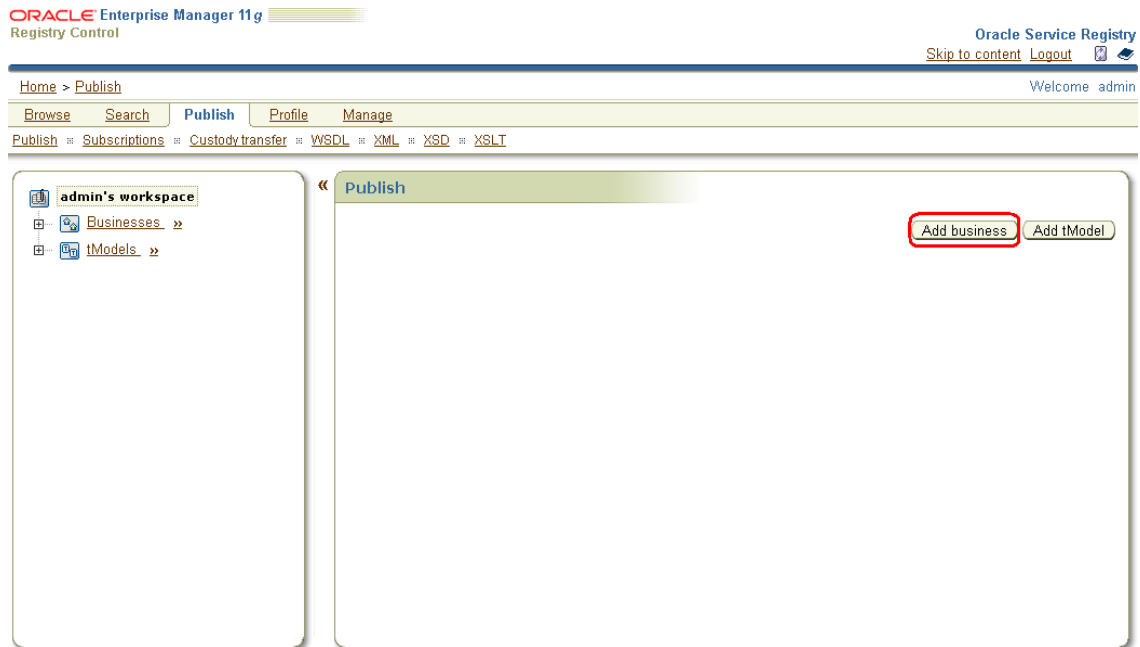 ORACLE Enterprise Manager 11g
Registry Control
Oracle Service Registry
Skip to content Logout
Home > Publish
Welcome admin
Browse Search Publish Profile Manage
Publish Subscriptions Custody transfer WSDL XML XSD XSLT
admin's workspace
Businesses »
tModels »
« Publish
Add business Add tModel